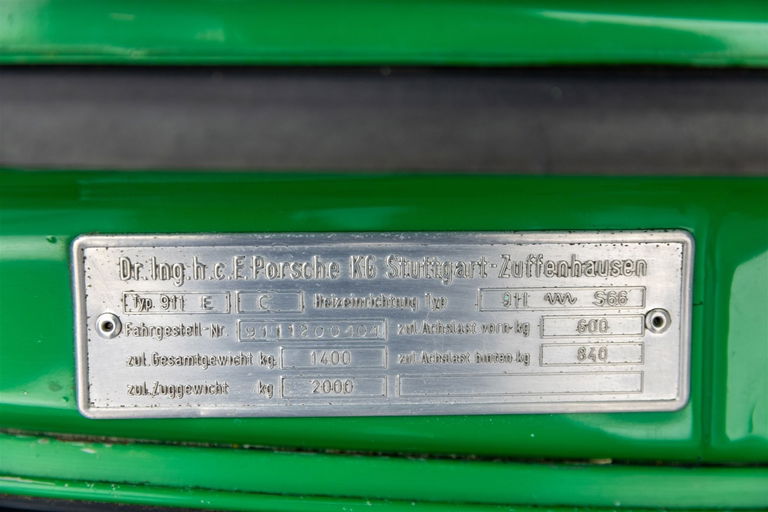 Dr. Ing. h. c. F. Porsche KG Stuttgart-Zuffenhausen
Typ 911 E C Heizeinrichtung Typ 911 S66
Fahrgestell-Nr. 9111200404 zul. Achslast vorn-kg 600
zul. Gesamtgewicht kg. 1400 zul. Achslast hinten-kg 840
zul. Zuggewicht kg 2000